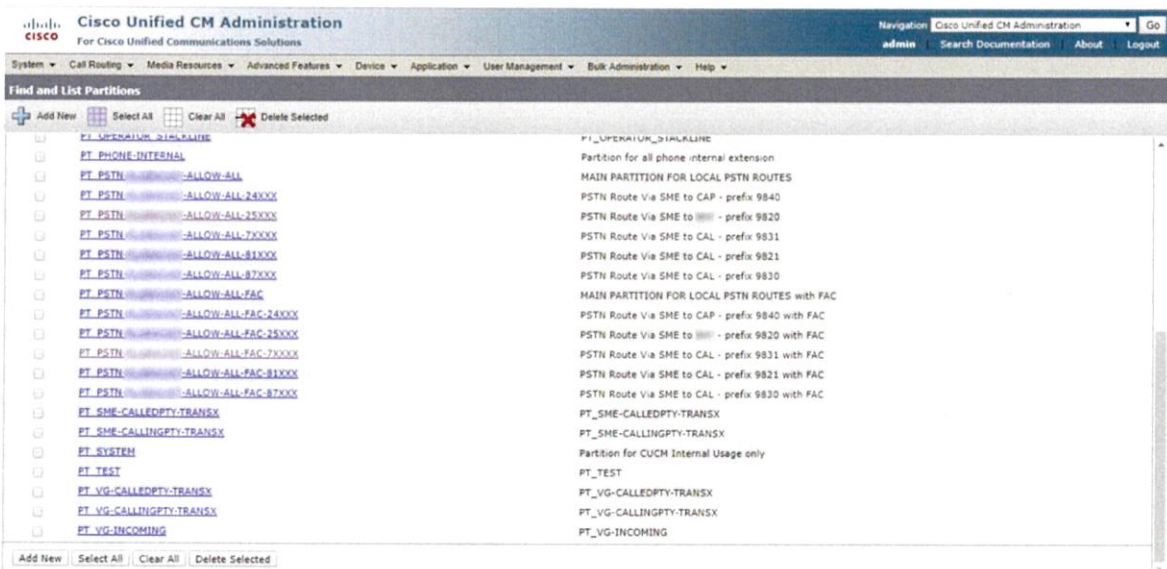 Cisco Unified CM Administration
CISCO
For Cisco Unified Communications Solutions
Navigation Cisco Unified CM Administration Go
admin Search Documentation About Logout
System Call Routing Media Resources Advanced Features Device Application User Management Bulk Administration Help
Find and List Partitions
Add New Select All Clear All Delete Selected
PT_OPERATOR_STACKLINE PT_OPERATOR_STACKLINE
PT_PHONE-INTERNAL Partition for all phone internal extension
PT_PSTN -ALLOW-ALL MAIN PARTITION FOR LOCAL PSTN ROUTES
PT_PSTN -ALLOW-ALL-24XXX PSTN Route Via SME to CAP - prefix 9840
PT_PSTN -ALLOW-ALL-25XXX PSTN Route Via SME to - prefix 9820
PT_PSTN -ALLOW-ALL-7XXXX PSTN Route Via SME to CAL - prefix 9831
PT_PSTN -ALLOW-ALL-81XXX PSTN Route Via SME to CAL - prefix 9821
PT_PSTN -ALLOW-ALL-87XXX PSTN Route Via SME to CAL - prefix 9830
PT_PSTN -ALLOW-ALL-FAC MAIN PARTITION FOR LOCAL PSTN ROUTES with FAC
PT_PSTN -ALLOW-ALL-FAC-24XXX PSTN Route Via SME to CAP - prefix 9840 with FAC
PT_PSTN -ALLOW-ALL-FAC-25XXX PSTN Route Via SME to - prefix 9820 with FAC
PT_PSTN -ALLOW-ALL-FAC-7XXXX PSTN Route Via SME to CAL - prefix 9831 with FAC
PT_PSTN -ALLOW-ALL-FAC-81XXX PSTN Route Via SME to CAL - prefix 9821 with FAC
PT_PSTN -ALLOW-ALL-FAC-87XXX PSTN Route Via SME to CAL - prefix 9830 with FAC
PT_SME-CALLEDPTY-TRANSX PT_SME-CALLEDPTY-TRANSX
PT_SME-CALLINGPTY-TRANSX PT_SME-CALLINGPTY-TRANSX
PT_SYSTEM Partition for CUCM Internal Usage only
PT_TEST PT_TEST
PT_VG-CALLEDPTY-TRANSX PT_VG-CALLEDPTY-TRANSX
PT_VG-CALLINGPTY-TRANSX PT_VG-CALLINGPTY-TRANSX
PT_VG-INCOMING PT_VG-INCOMING
Add New Select All Clear All Delete Selected